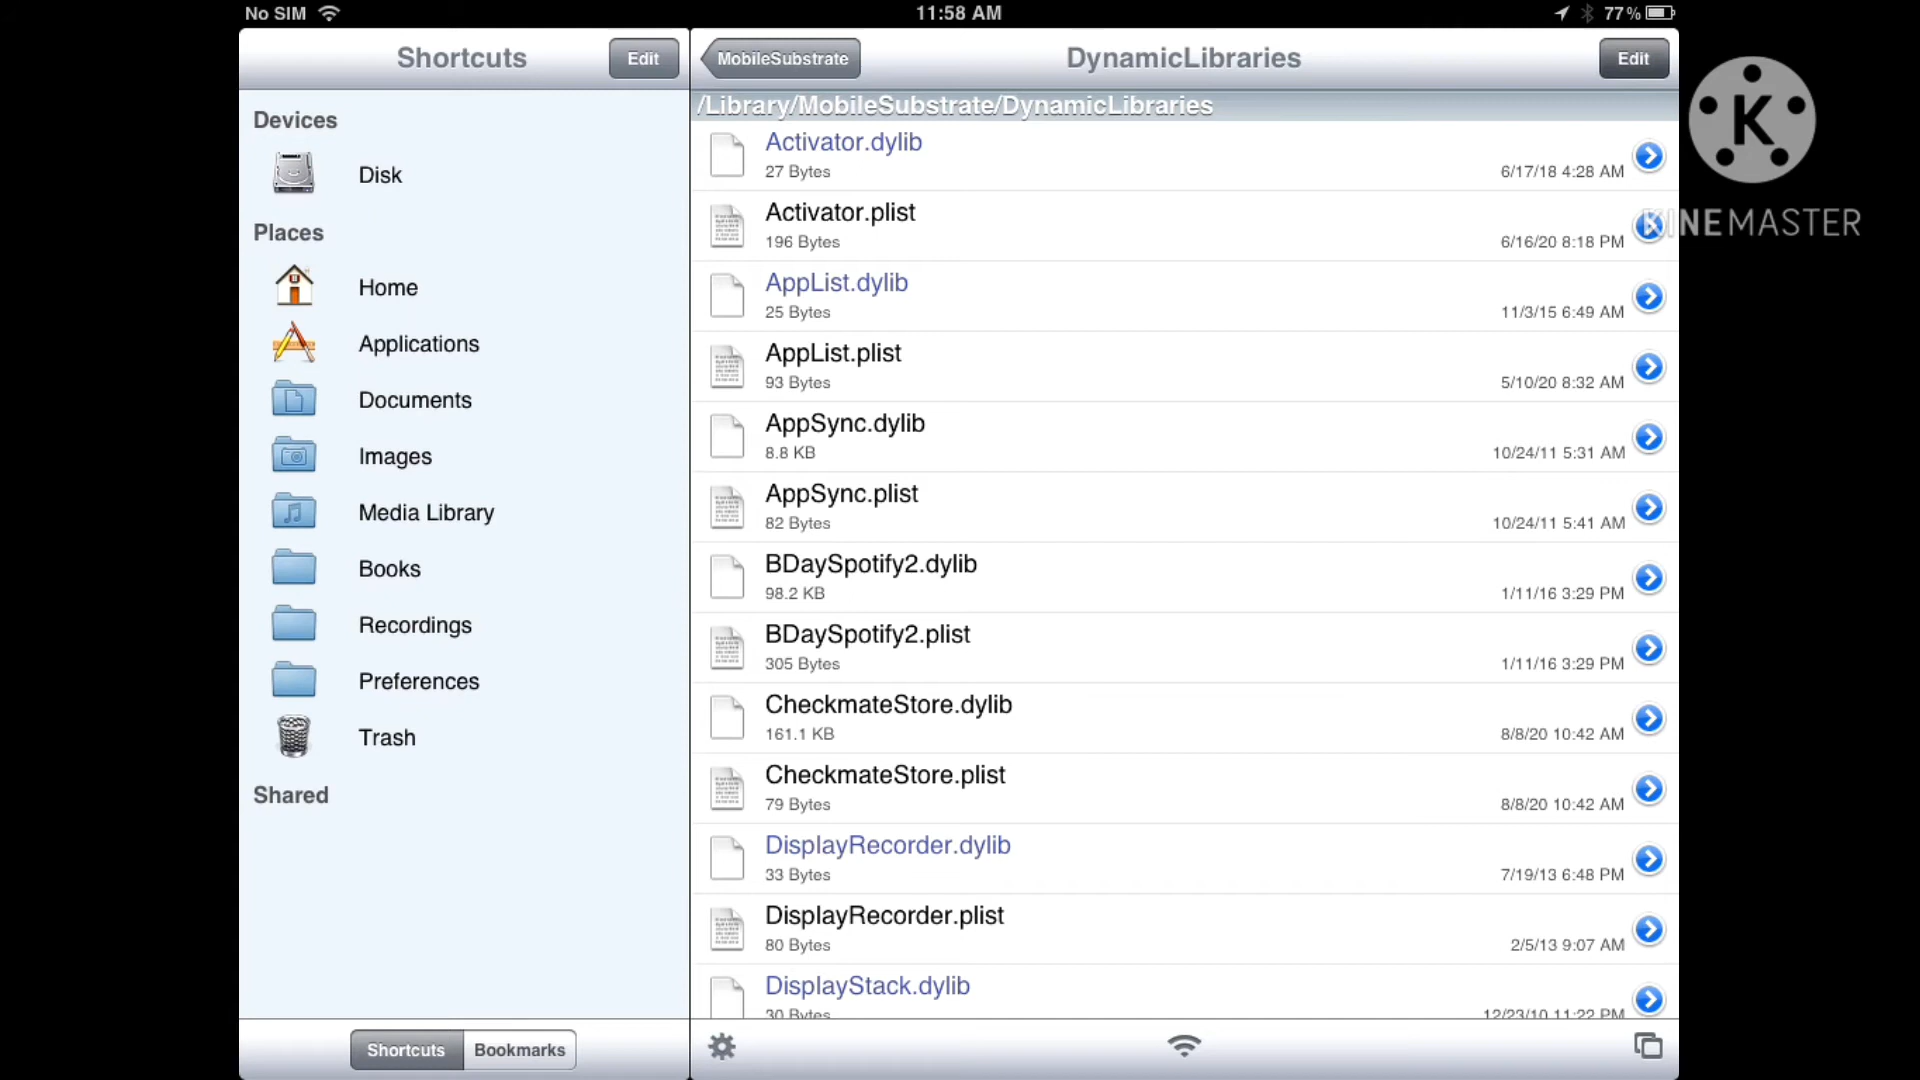 No SIM
11:58 AM
77%
Shortcuts
Edit
Devices
Disk
Places
Home
Applications
Documents
Images
Media Library
Books
Recordings
Preferences
Trash
Shared
Shortcuts
Bookmarks
MobileSubstrate
DynamicLibraries
Edit
/Library/MobileSubstrate/DynamicLibraries
Activator.dylib
27 Bytes
6/17/18 4:28 AM
Activator.plist
196 Bytes
6/16/20 8:18 PM
AppList.dylib
25 Bytes
11/3/15 6:49 AM
AppList.plist
93 Bytes
5/10/20 8:32 AM
AppSync.dylib
8.8 KB
10/24/11 5:31 AM
AppSync.plist
82 Bytes
10/24/11 5:41 AM
BDaySpotify2.dylib
98.2 KB
1/11/16 3:29 PM
BDaySpotify2.plist
305 Bytes
1/11/16 3:29 PM
CheckmateStore.dylib
161.1 KB
8/8/20 10:42 AM
CheckmateStore.plist
79 Bytes
8/8/20 10:42 AM
DisplayRecorder.dylib
33 Bytes
7/19/13 6:48 PM
DisplayRecorder.plist
80 Bytes
2/5/13 9:07 AM
DisplayStack.dylib
30 Bytes
12/23/10 11:22 PM
K
KINEMASTER